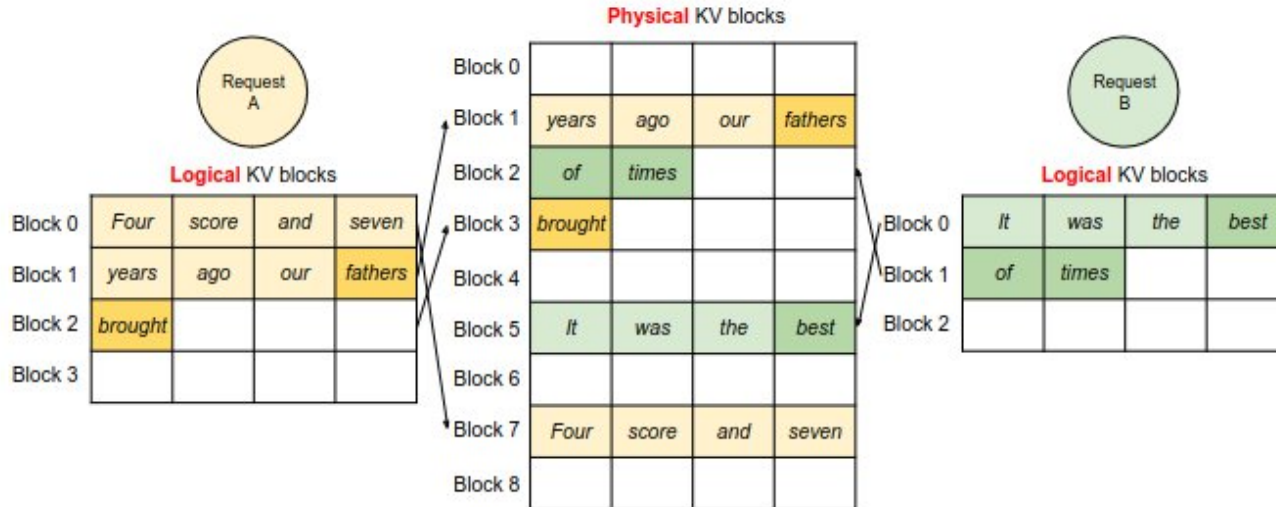 Physical KV blocks
Request
A
Request
B
Logical KV blocks
Block 0 Four score and seven
Block 1 years ago our fathers
Block 2 brought
Block 3
Block 0
Block 1 years ago our fathers
Block 2 of times
Block 3 brought
Block 4
Block 5 It was the best
Block 6
Block 7 Four score and seven
Block 8
Logical KV blocks
Block 0 It was the best
Block 1 of times
Block 2